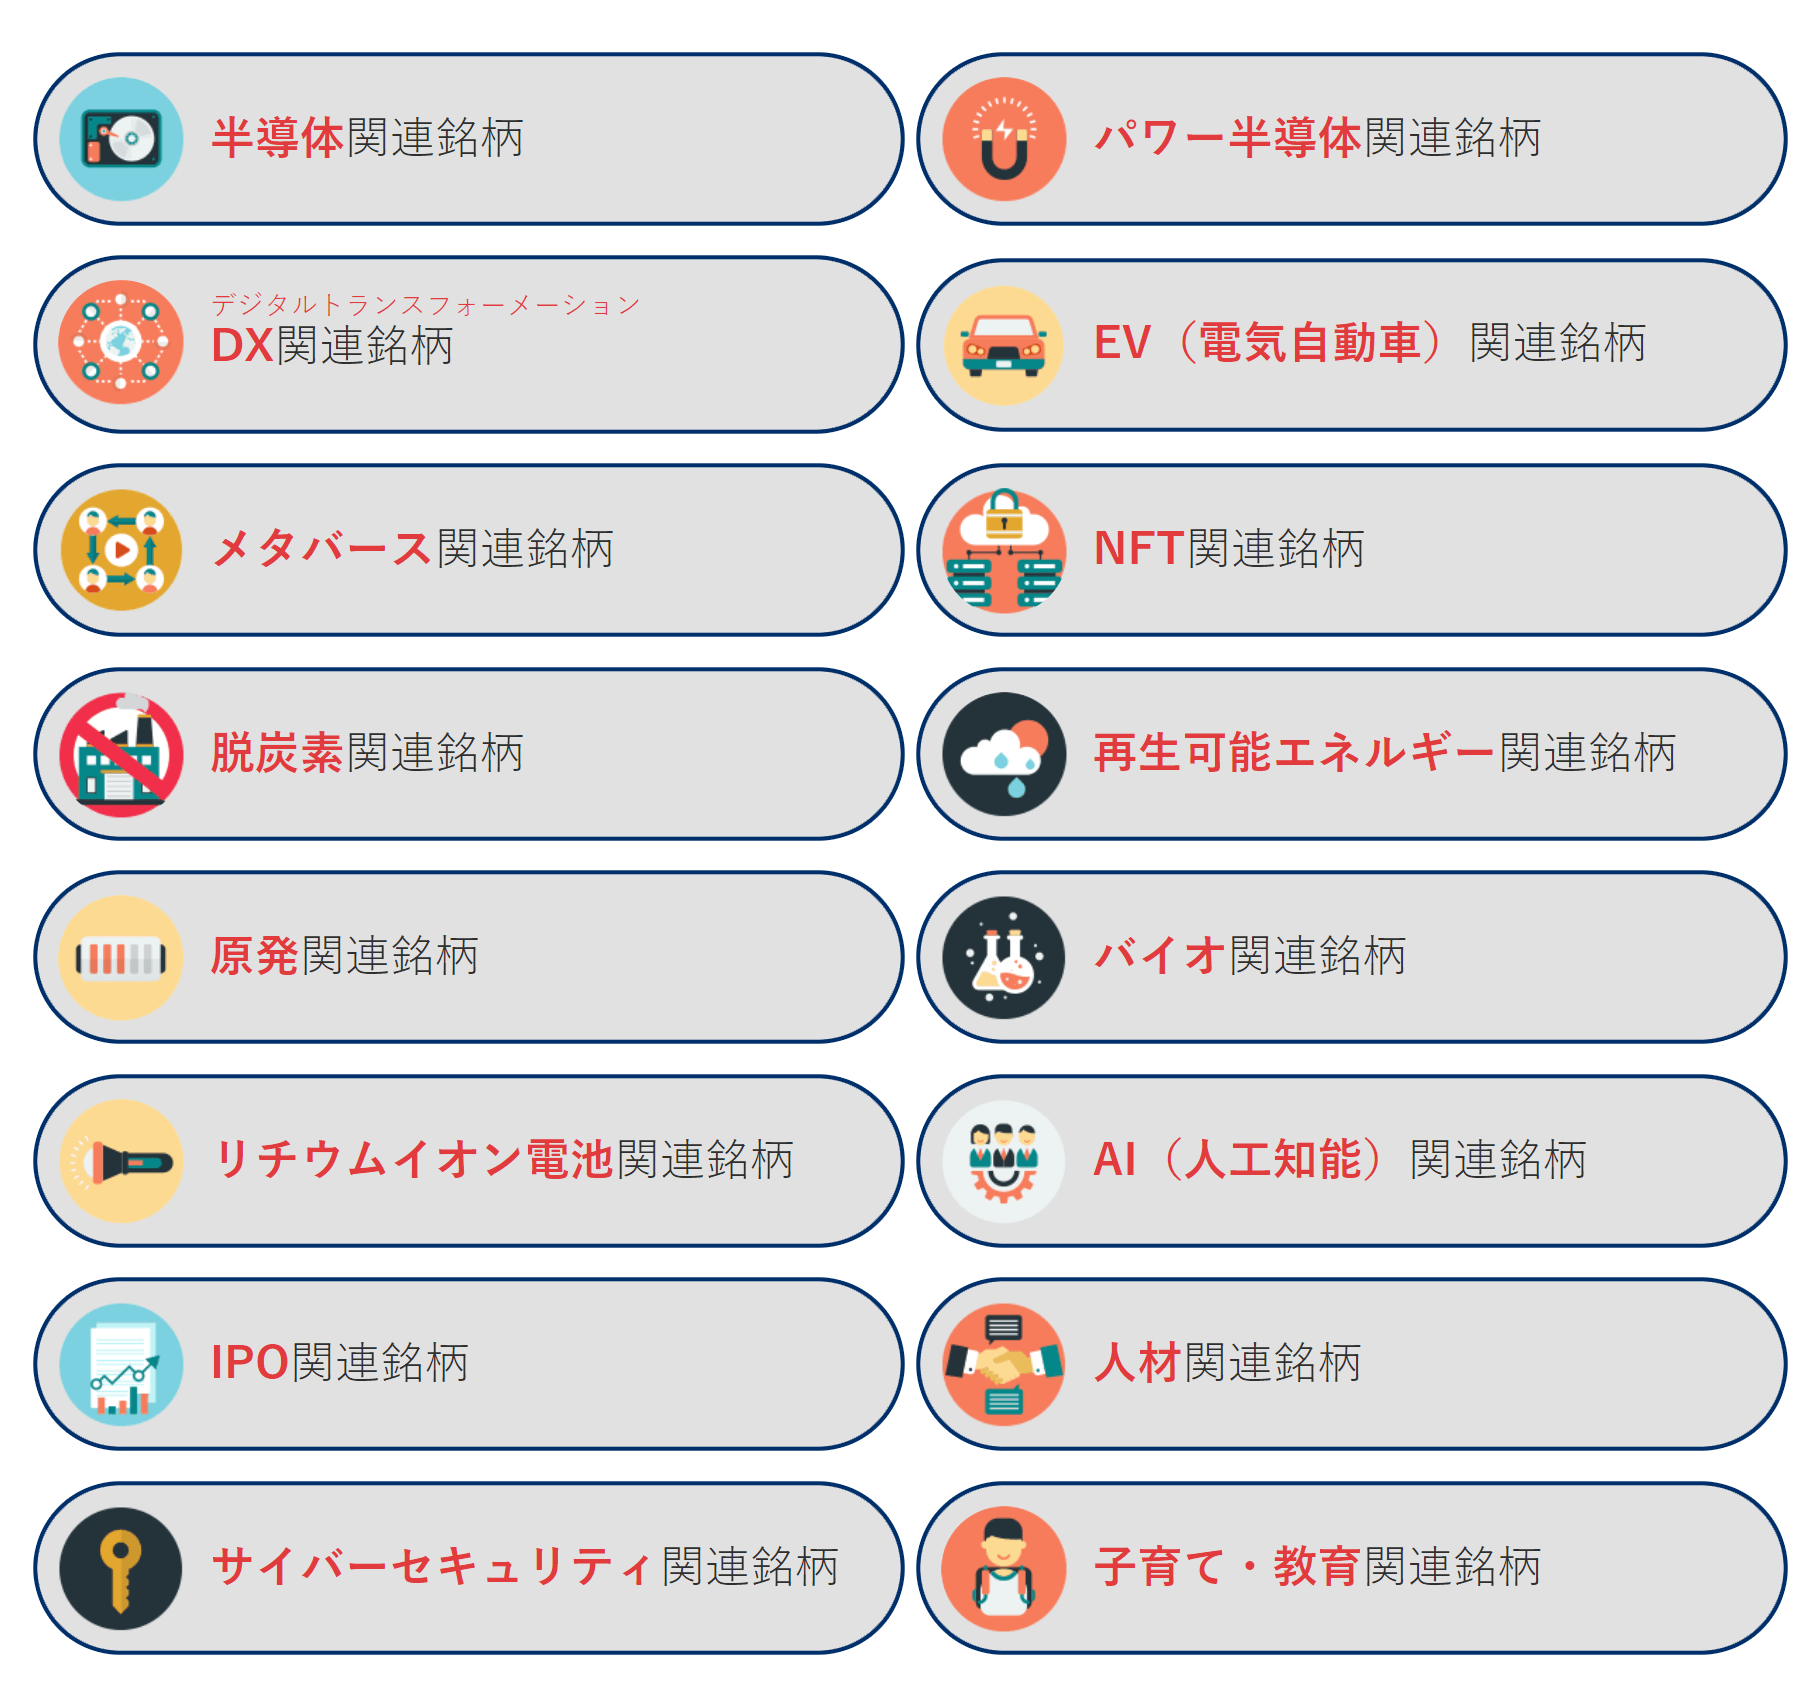 半導体関連銘柄
パワー半導体関連銘柄
デジタルトランスフォーメーション
DX関連銘柄
EV（電気自動車）関連銘柄
メタバース関連銘柄
NFT関連銘柄
脱炭素関連銘柄
再生可能エネルギー関連銘柄
原発関連銘柄
バイオ関連銘柄
リチウムイオン電池関連銘柄
AI（人工知能）関連銘柄
IPO関連銘柄
人材関連銘柄
サイバーセキュリティ関連銘柄
子育て・教育関連銘柄